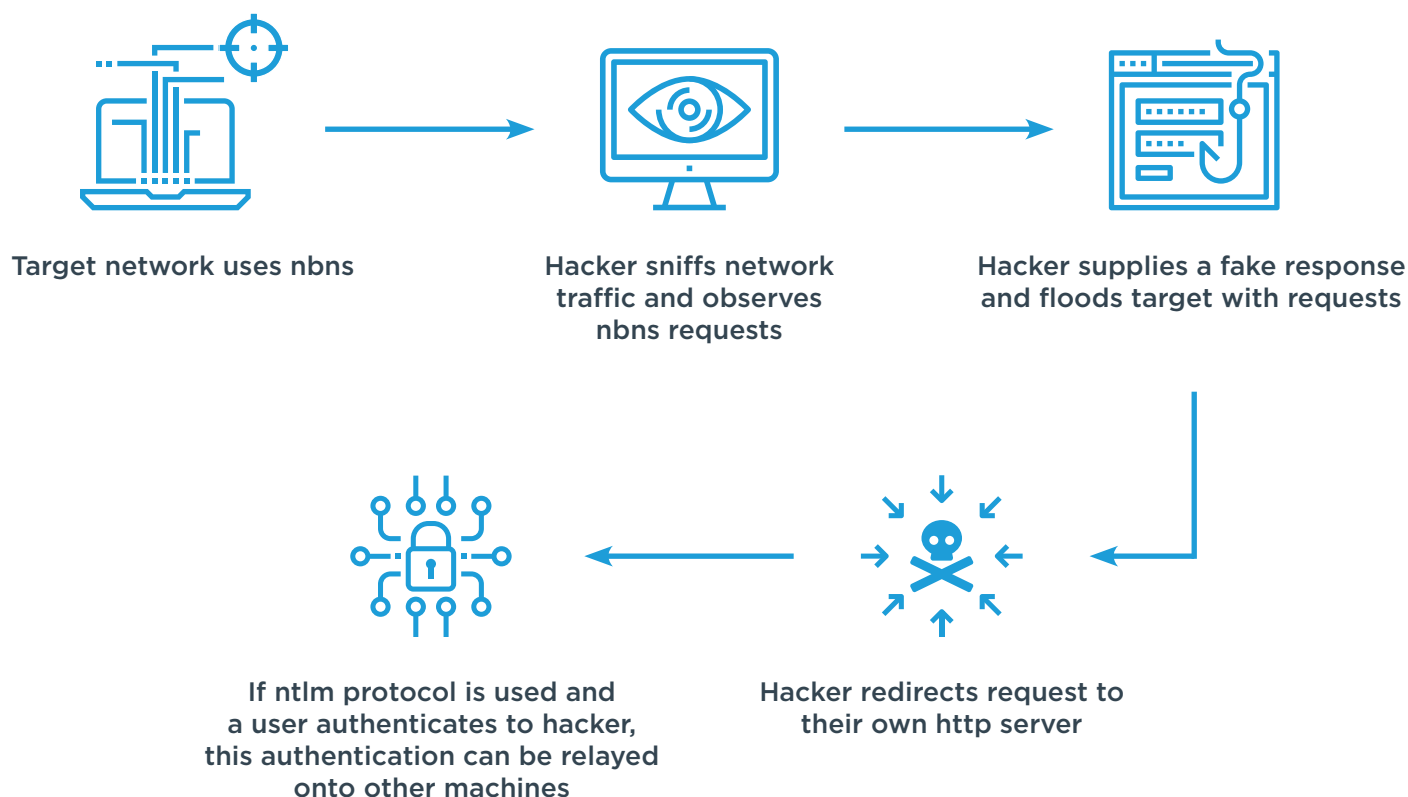 Target network uses nbns
Hacker sniffs network
traffic and observes
nbns requests
Hacker supplies a fake response
and floods target with requests
If ntlm protocol is used and
a user authenticates to hacker,
this authentication can be relayed
onto other machines
Hacker redirects request to
their own http server